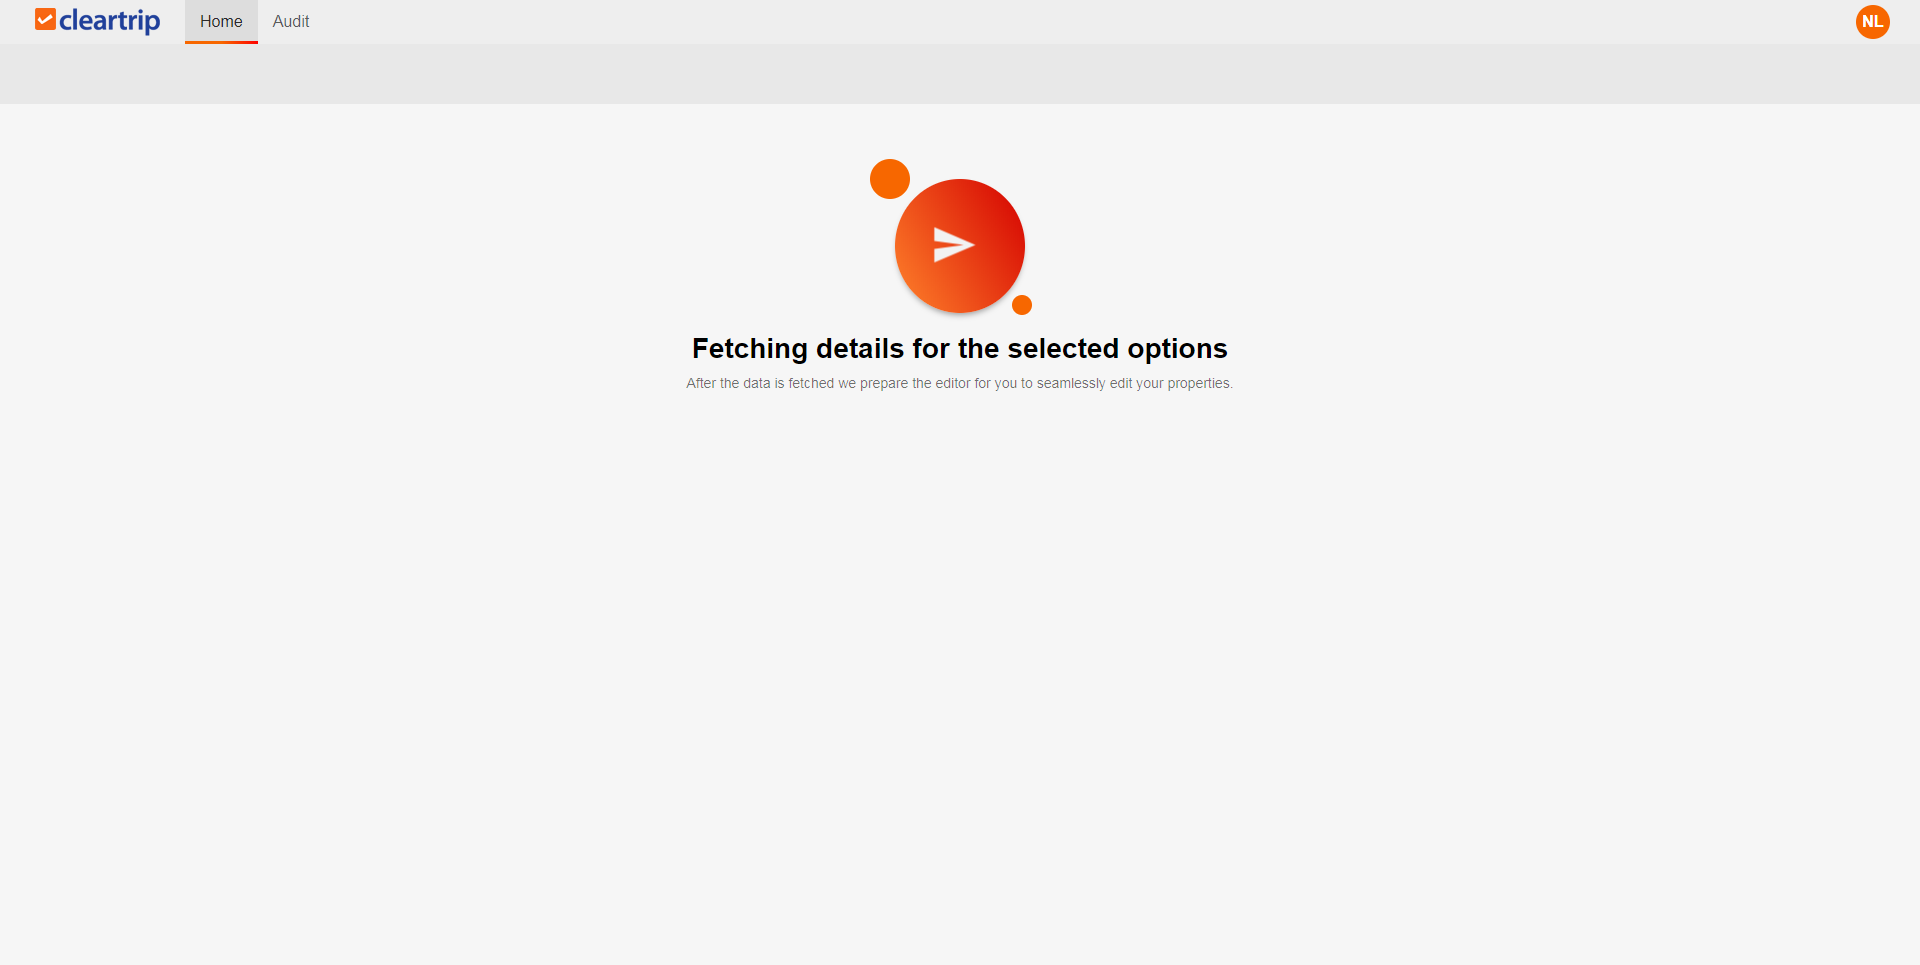 cleartrip
Home
Audit
NL
Fetching details for the selected options
After the data is fetched we prepare the editor for you to seamlessly edit your properties.